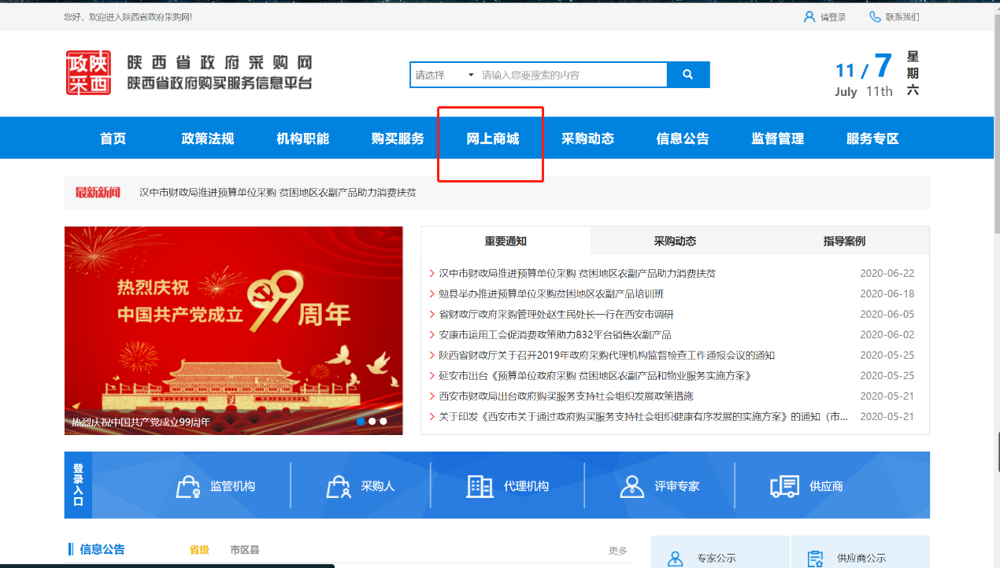 您好，欢迎进入陕西省政府采购网!
请登录
联系我们
政陕
采西
陕西省政府采购网
陕西省政府购买服务信息平台
请选择
请输入您要搜索的内容
11 / 7
July 11th
星期六
首页
政策法规
机构职能
购买服务
网上商城
采购动态
信息公告
监督管理
服务专区
最新新闻
汉中市财政局推进预算单位采购 贫困地区农副产品助力消费扶贫
热烈庆祝
中国共产党成立99周年
热烈庆祝中国共产党成立99周年
重要通知
采购动态
指导案例
汉中市财政局推进预算单位采购 贫困地区农副产品助力消费扶贫 2020-06-22
勉县举办推进预算单位采购贫困地区农副产品培训班 2020-06-18
省财政厅政府采购管理处赵生民处长一行在西安市调研 2020-06-05
安康市运用工会促消费政策助力832平台销售农副产品 2020-06-02
陕西省财政厅关于召开2019年政府采购代理机构监督检查工作通报会议的通知 2020-05-25
延安市出台《预算单位政府采购 贫困地区农副产品和物业服务实施方案》 2020-05-25
西安市财政局出台政府购买服务支持社会组织发展政策措施 2020-05-21
关于印发《西安市关于通过政府购买服务支持社会组织健康有序发展的实施方案》的通知（市... 2020-05-21
登录入口
监管机构
采购人
代理机构
评审专家
供应商
信息公告
省级
市区县
更多
专家公示
供应商公示